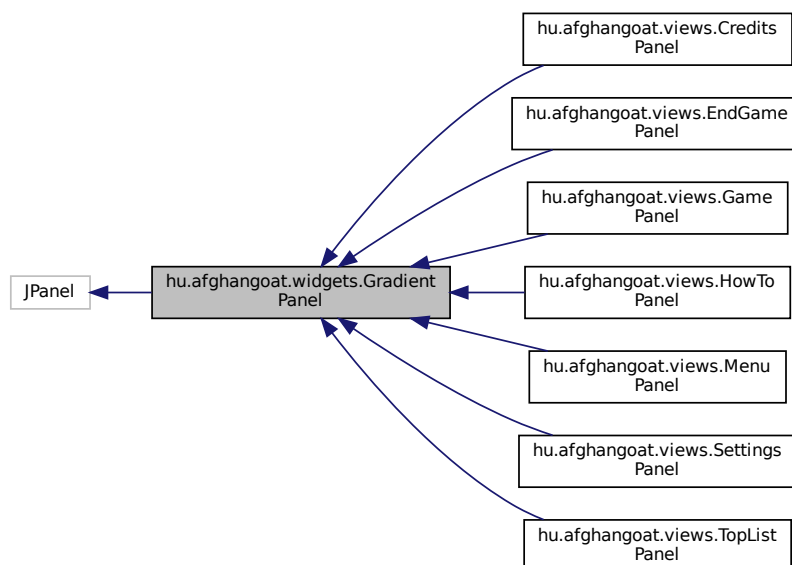 JPanel
hu.afghangoat.widgets.Gradient
Panel
hu.afghangoat.views.Credits
Panel
hu.afghangoat.views.EndGame
Panel
hu.afghangoat.views.Game
Panel
hu.afghangoat.views.HowTo
Panel
hu.afghangoat.views.Menu
Panel
hu.afghangoat.views.Settings
Panel
hu.afghangoat.views.TopList
Panel